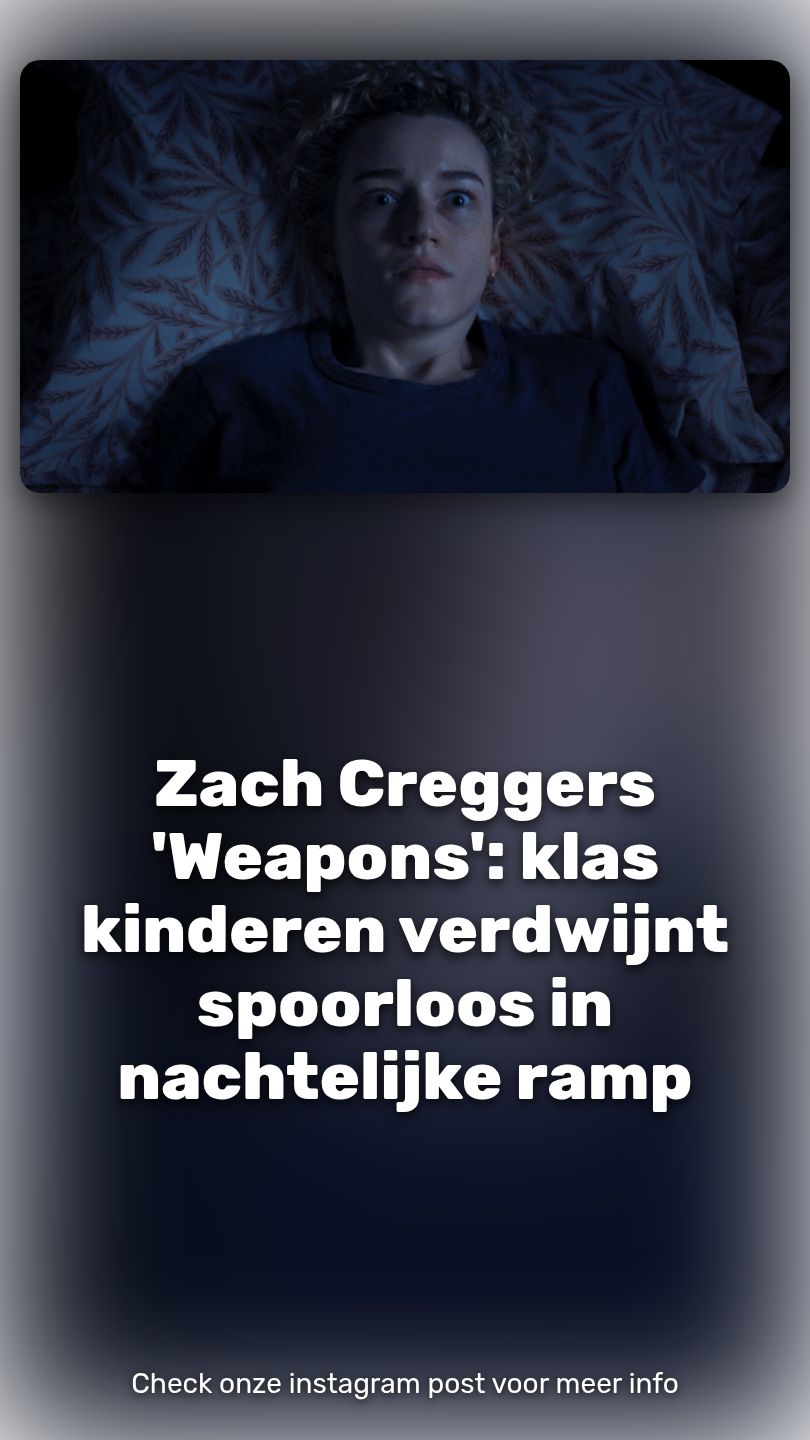 Zach Creggers
'Weapons': klas
kinderen verdwijnt
spoorloos in
nachtelijke ramp
Check onze instagram post voor meer info